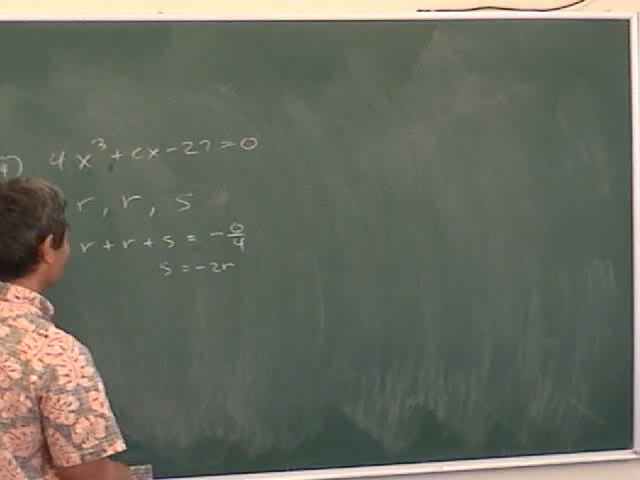 4x³ + cx - 27 = 0
r, r, s
r + r + s = -0/4
s = -2r